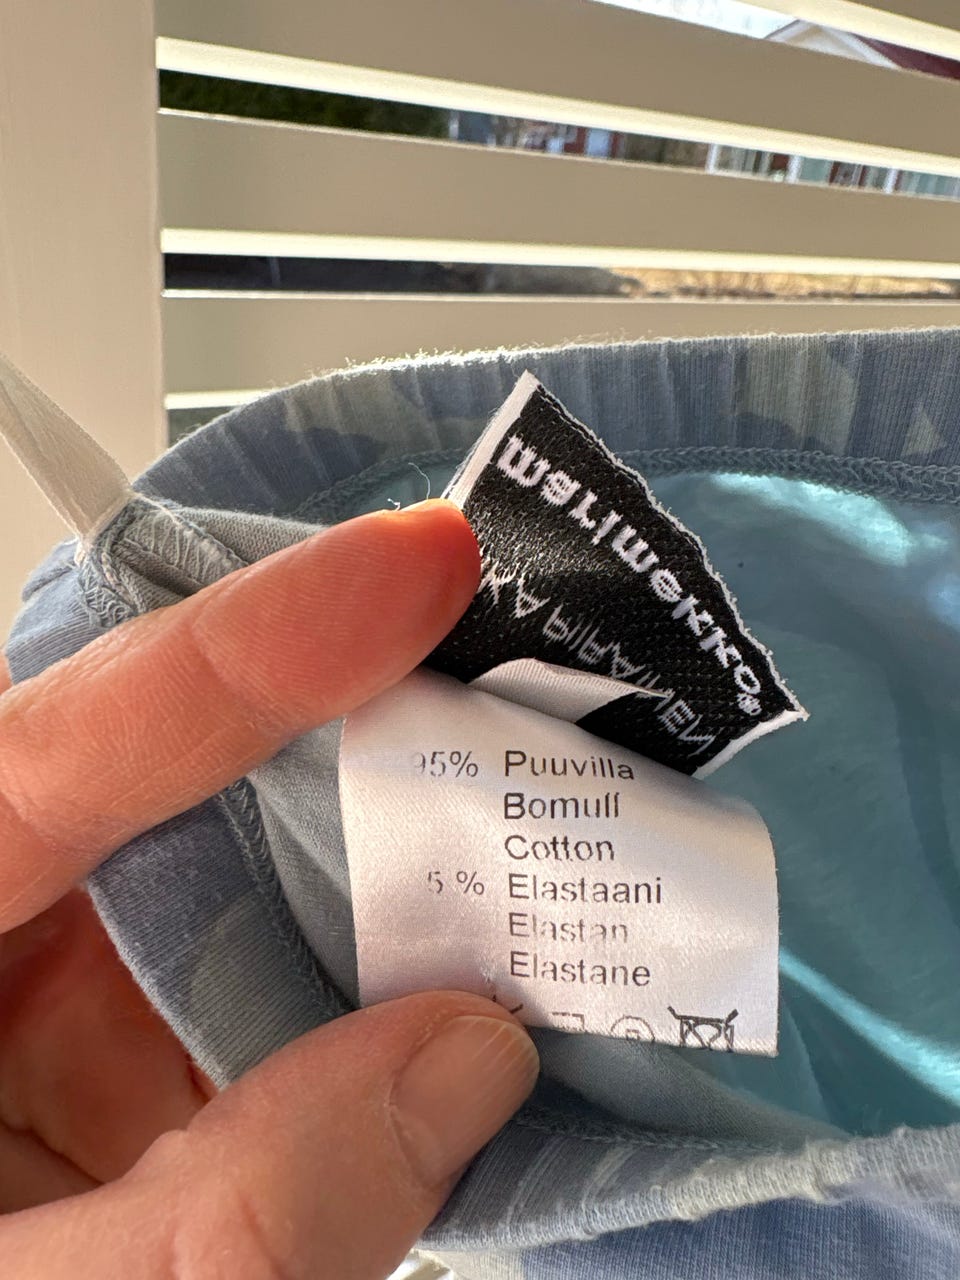 marimekko®
95% Puuvilla
Bomull
Cotton
5 % Elastaani
Elastan
Elastane